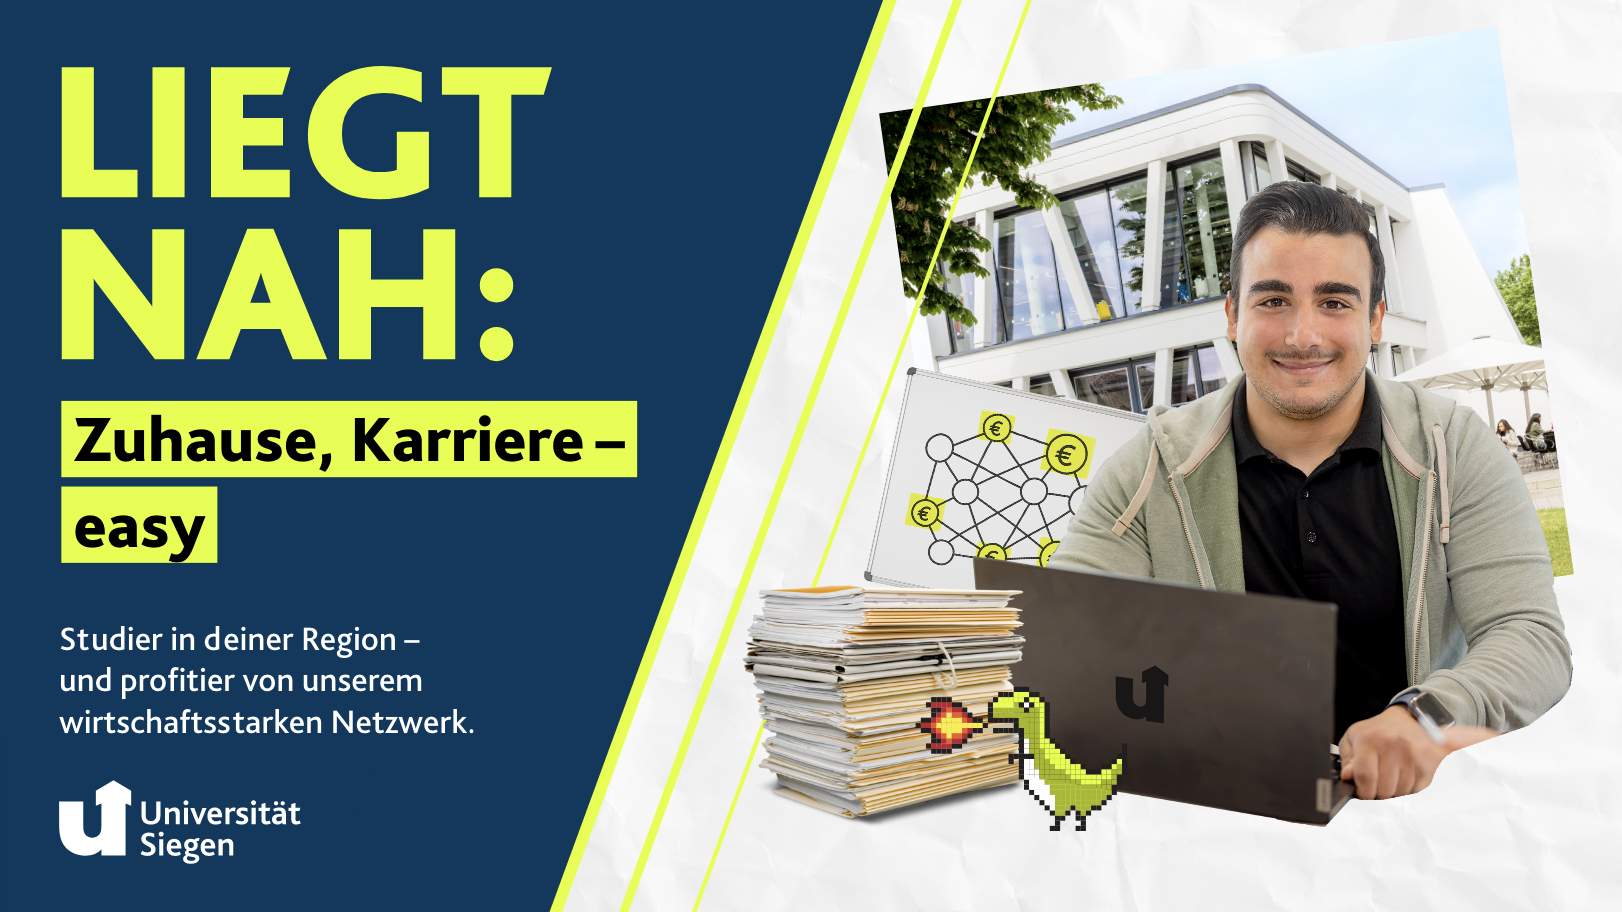 LIEGT
NAH:
Zuhause, Karriere –
easy
Studier in deiner Region –
und profitier von unserem
wirtschaftsstarken Netzwerk.
Universität
Siegen
€
€
€
€